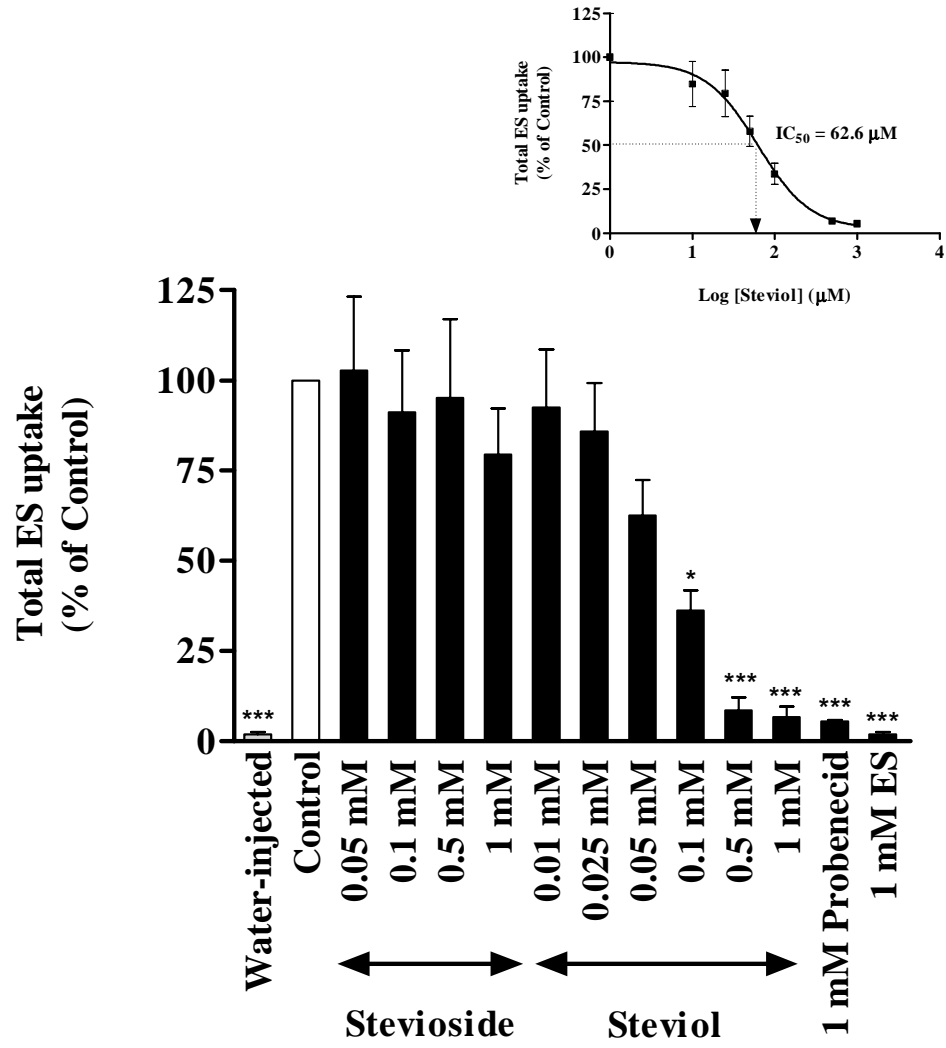 125
100
75
50
25
0
Total ES uptake
(% of Control)
IC50 = 62.6 µM
0 1 2 3 4
Log [Steviol] (µM)
125
100
75
50
25
0
Total ES uptake
(% of Control)
***
*
***
***
***
***
Water-injected
Control
0.05 mM
0.1 mM
0.5 mM
1 mM
0.01 mM
0.025 mM
0.05 mM
0.1 mM
0.5 mM
1 mM
1 mM Probenecid
1 mM ES
Stevioside
Steviol